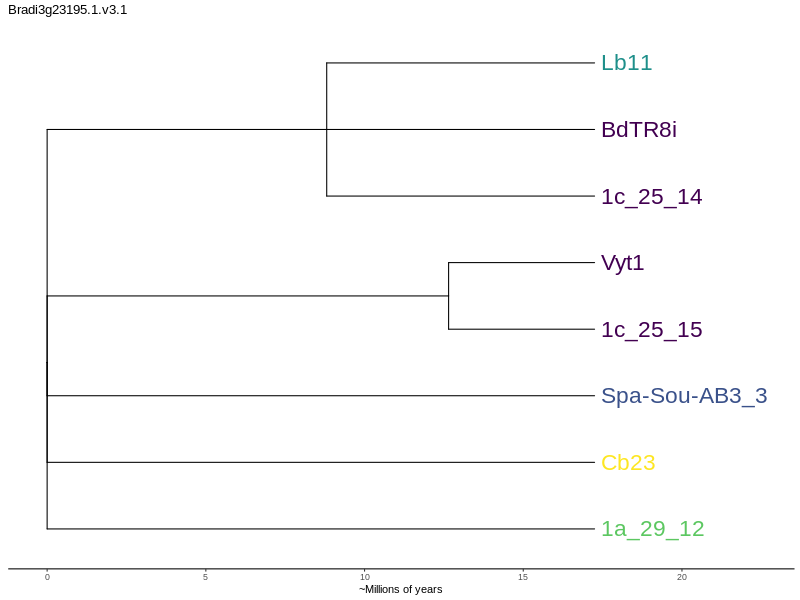 Bradi3g23195.1.v3.1
Lb11
BdTR8i
1c_25_14
Vyt1
1c_25_15
Spa-Sou-AB3_3
Cb23
1a_29_12
0 5 10 15 20
~Millions of years